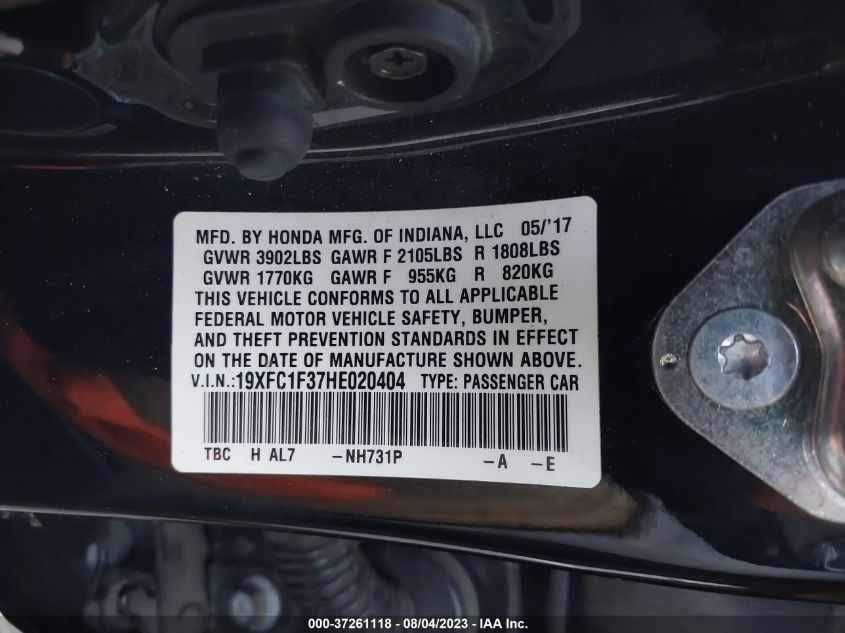 MFD. BY HONDA MFG. OF INDIANA, LLC 05/'17
GVWR 3902LBS GAWR F 2105LBS R 1808LBS
GVWR 1770KG GAWR F 955KG R 820KG
THIS VEHICLE CONFORMS TO ALL APPLICABLE
FEDERAL MOTOR VEHICLE SAFETY, BUMPER,
AND THEFT PREVENTION STANDARDS IN EFFECT
ON THE DATE OF MANUFACTURE SHOWN ABOVE.
V.I.N.:19XFC1F37HE020404 TYPE: PASSENGER CAR
TBC H AL7 -NH731P -A -E
000-37261118 - 08/04/2023 - IAA Inc.